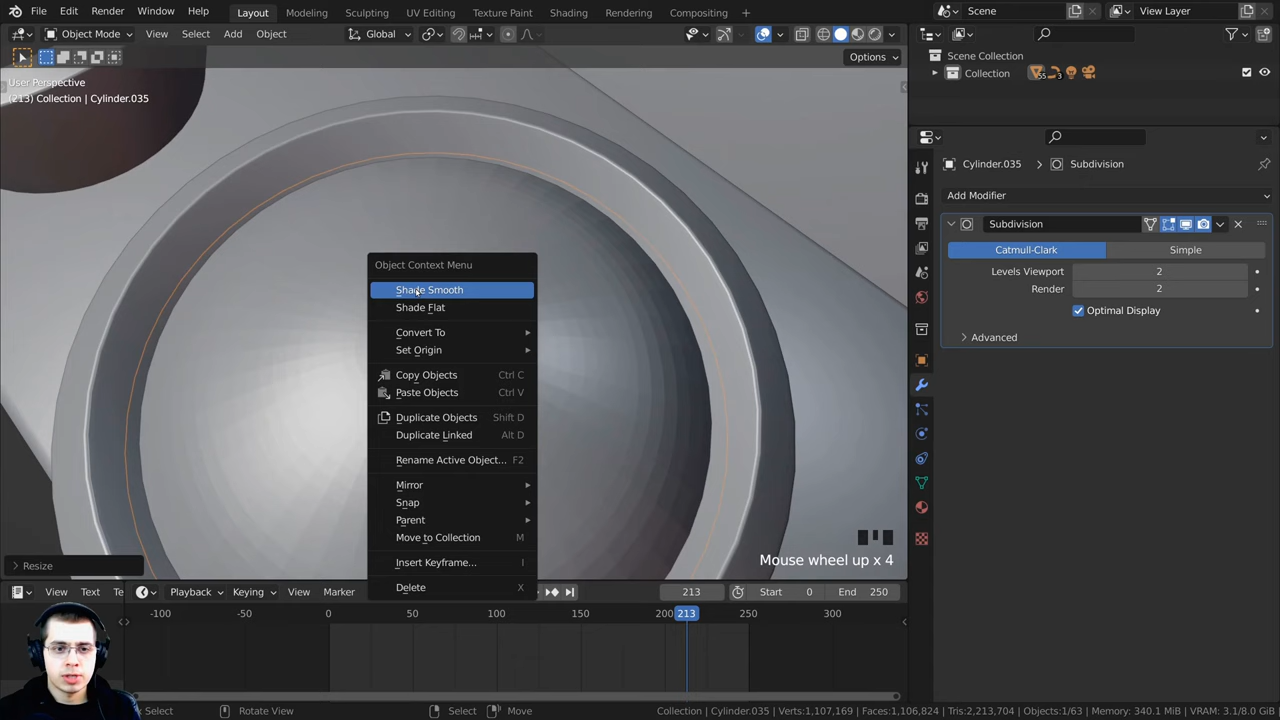 File Edit Render Window Help Layout Modeling Sculpting UV Editing Texture Paint Shading Rendering Compositing Scene View Layer
Object Mode View Select Add Object Global
Options
User Perspective
(213) Collection | Cylinder.035
Scene Collection
Collection 55 3
Cylinder.035 > Subdivision
Add Modifier
Subdivision
Catmull-Clark Simple
Levels Viewport 2
Render 2
Optimal Display
Advanced
Object Context Menu
Shade Smooth
Shade Flat
Convert To
Set Origin
Copy Objects Ctrl C
Paste Objects Ctrl V
Duplicate Objects Shift D
Duplicate Linked Alt D
Rename Active Object... F2
Mirror
Snap
Parent
Move to Collection M
Insert Keyframe... I
Delete X
Mouse wheel up x 4
Resize
View Text Te Playback Keying View Marker 213 Start 0 End 250
-100 -50 0 50 100 150 200 213 250 300
Select Rotate View Select Move Collection | Cylinder.035 | Verts:1,107,169 | Faces:1,106,824 | Tris:2,213,704 | Objects:1/63 | Memory: 340.1 MiB | VRAM: 3.1/8.0 GiB